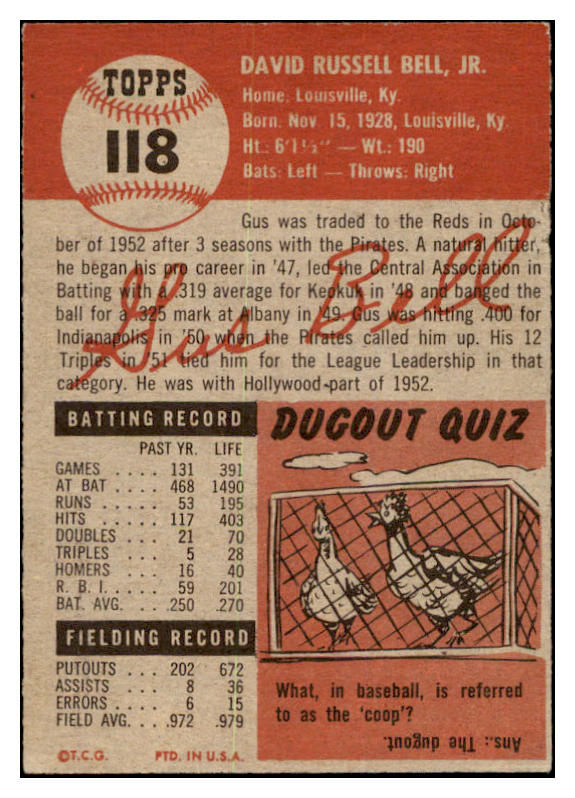 TOPPS
118
DAVID RUSSELL BELL, JR.
Home: Louisville, Ky.
Born: Nov. 15, 1928, Louisville, Ky.
Ht.: 6'1½" — Wt.: 190
Bats: Left — Throws: Right
Gus was traded to the Reds in Octo-
ber of 1952 after 3 seasons with the Pirates. A natural hitter,
he began his pro career in '47, led the Central Association in
Batting with a .319 average for Keokuk in '48 and banged the
ball for a .325 mark at Albany in '49. Gus was hitting .400 for
Indianapolis in '50 when the Pirates called him up. His 12
Triples in '51 tied him for the League Leadership in that
category. He was with Hollywood part of 1952.
Gus Bell
BATTING RECORD
PAST YR. LIFE
GAMES .... 131 391
AT BAT .... 468 1490
RUNS .... 53 195
HITS .... 117 403
DOUBLES .. 21 70
TRIPLES ... 5 28
HOMERS ... 16 40
R. B. I. .... 59 201
BAT. AVG. .. .250 .270
FIELDING RECORD
PUTOUTS ... 202 672
ASSISTS ... 8 36
ERRORS .... 6 15
FIELD AVG. .. .972 .979
©T.C.G. PTD. IN U.S.A.
DUGOUT QUIZ
What, in baseball, is referred
to as the 'coop'?
Ans.: The dugout.